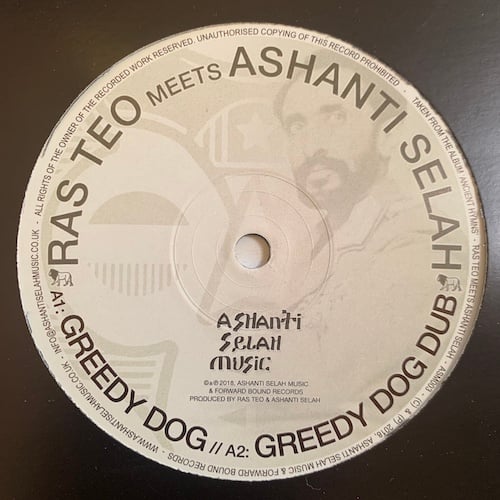 RAS TEO MEETS ASHANTI SELAH
A1: GREEDY DOG // A2: GREEDY DOG DUB
ASHANTI
SELAH
MUSIC
© & ℗ 2018, ASHANTI SELAH MUSIC
& FORWARD BOUND RECORDS
PRODUCED BY RAS TEO & ASHANTI SELAH
ALL RIGHTS OF THE OWNER OF THE RECORDED WORK RESERVED. UNAUTHORISED COPYING OF THIS RECORD PROHIBITED - TAKEN FROM THE ALBUM 'ANCIENT HYMNS' - RAS TEO MEETS ASHANTI SELAH - ASM003 - (C) & (P) 2018, ASHANTI SELAH MUSIC & FORWARD BOUND RECORDS - WWW.ASHANTISELAHMUSIC.CO.UK - INFO@ASHANTISELAHMUSIC.CO.UK -